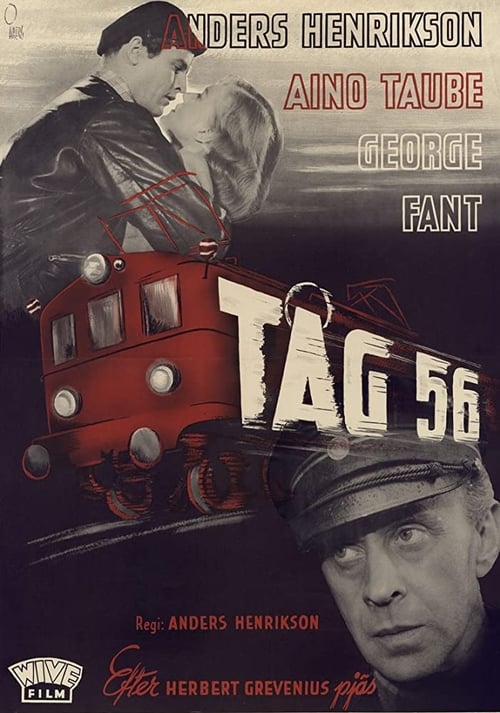 ANDERS HENRIKSON
AINO TAUBE
GEORGE
FANT
TÅG 56
Regi: ANDERS HENRIKSON
Efter HERBERT GREVENIUS pjäs
WIVE
FILM